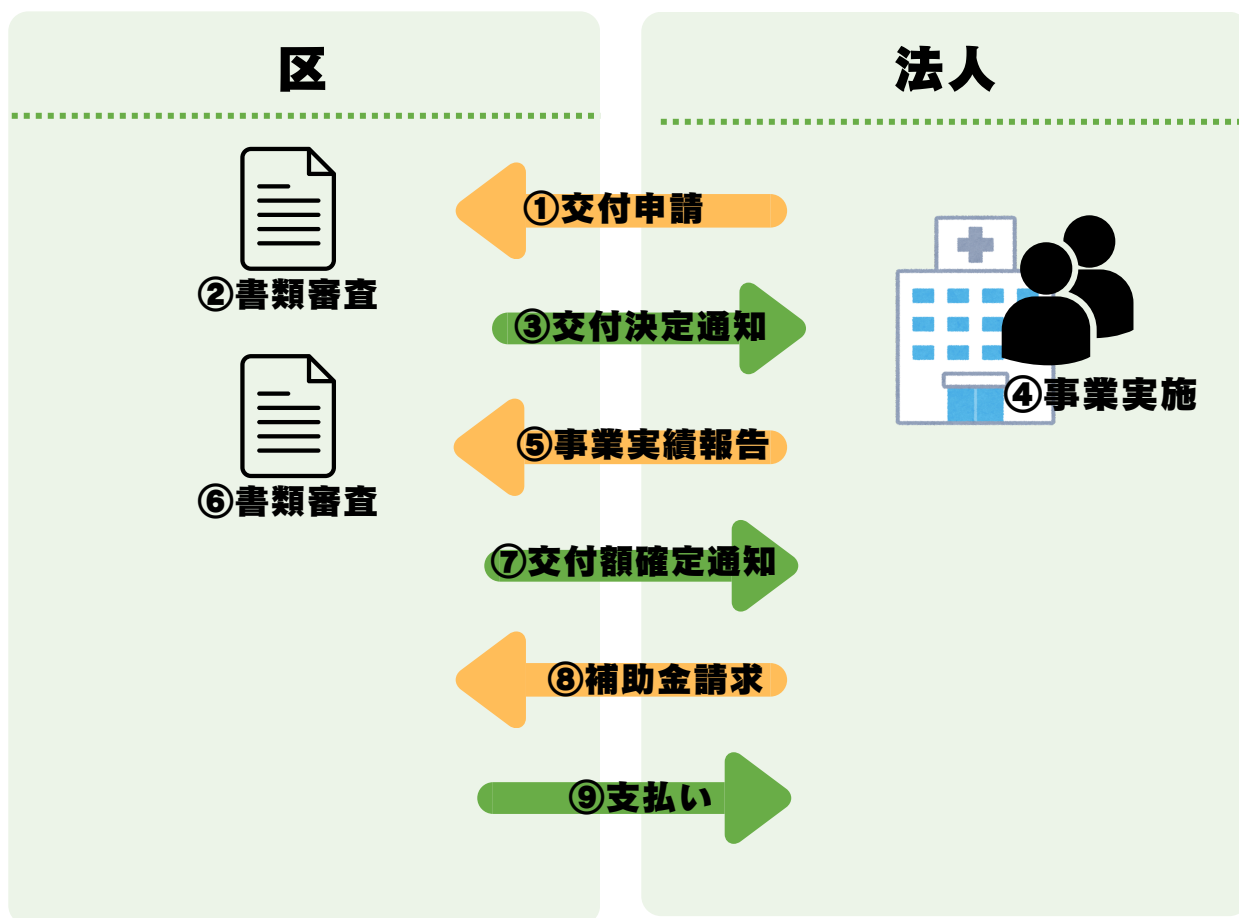 区
法人
①交付申請
②書類審査
③交付決定通知
④事業実施
⑤事業実績報告
⑥書類審査
⑦交付額確定通知
⑧補助金請求
⑨支払い